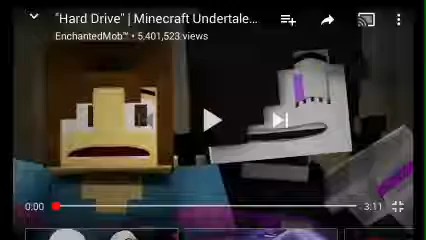 "Hard Drive" | Minecraft Undertale...
EnchantedMob™ • 5,401,523 views
0:00
3:11